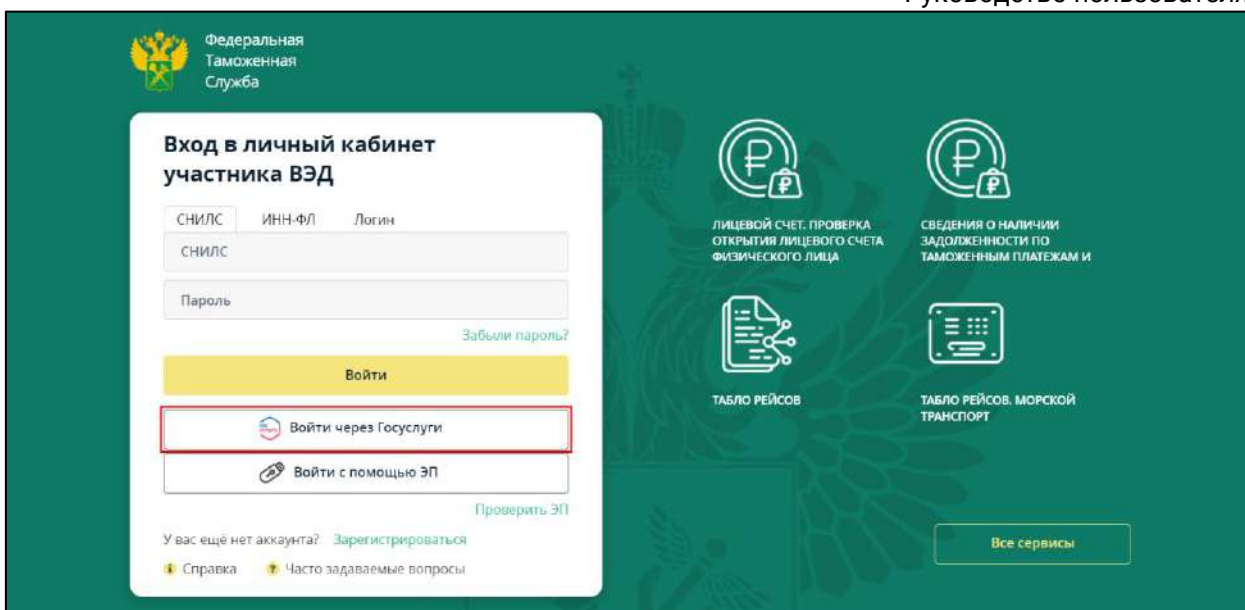 Руководство пользователя
Федеральная
Таможенная
Служба
Вход в личный кабинет
участника ВЭД
СНИЛС ИНН-ФЛ Логин
СНИЛС
Пароль
Забыли пароль?
Войти
Войти через Госуслуги
Войти с помощью ЭП
Проверить ЭП
У вас ещё нет аккаунта? Зарегистрироваться
Справка Часто задаваемые вопросы
ЛИЦЕВОЙ СЧЕТ. ПРОВЕРКА
ОТКРЫТИЯ ЛИЦЕВОГО СЧЕТА
ФИЗИЧЕСКОГО ЛИЦА
СВЕДЕНИЯ О НАЛИЧИИ
ЗАДОЛЖЕННОСТИ ПО
ТАМОЖЕННЫМ ПЛАТЕЖАМ И
ТАБЛО РЕЙСОВ
ТАБЛО РЕЙСОВ. МОРСКОЙ
ТРАНСПОРТ
Все сервисы